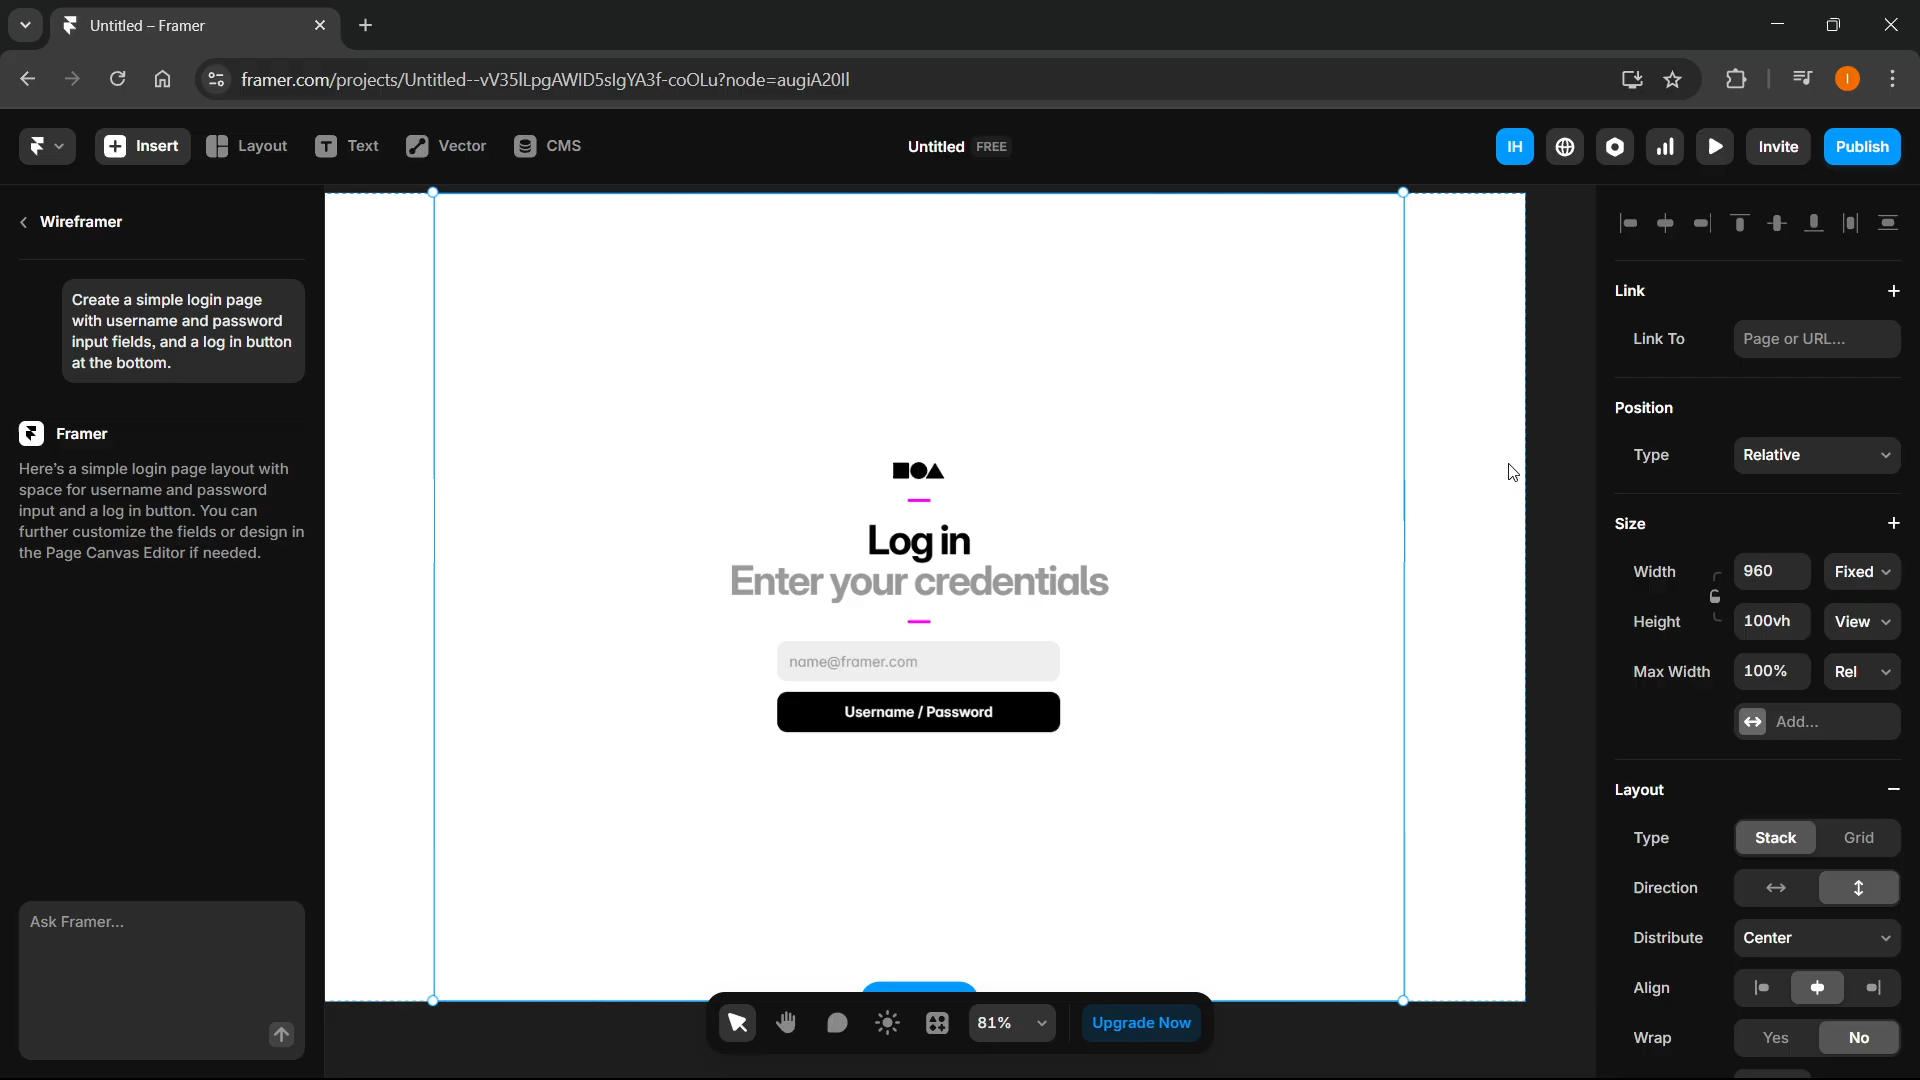 Untitled – Framer
framer.com/projects/Untitled--vV35lLpgAWlD5slgYA3f-coOLu?node=augiA20Il
I
Insert
Layout
Text
Vector
CMS
Untitled FREE
IH
Invite
Publish
Wireframer
Create a simple login page
with username and password
input fields, and a log in button
at the bottom.
Framer
Here's a simple login page layout with
space for username and password
input and a log in button. You can
further customize the fields or design in
the Page Canvas Editor if needed.
Ask Framer...
Log in
Enter your credentials
name@framer.com
Username / Password
81%
Upgrade Now
Link
Link To
Page or URL...
Position
Type
Relative
Size
Width
960
Fixed
Height
100vh
View
Max Width
100%
Rel
Add...
Layout
Type
Stack
Grid
Direction
Distribute
Center
Align
Wrap
Yes
No